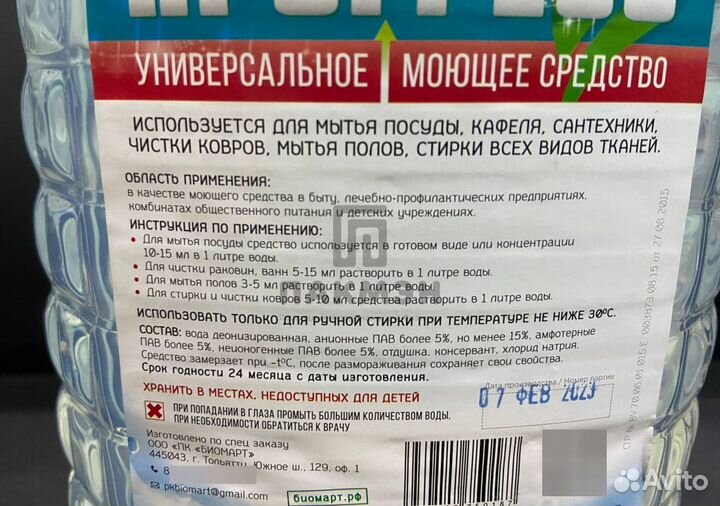 УНИВЕРСАЛЬНОЕ МОЮЩЕЕ СРЕДСТВО
ИСПОЛЬЗУЕТСЯ ДЛЯ МЫТЬЯ ПОСУДЫ, КАФЕЛЯ, САНТЕХНИКИ,
ЧИСТКИ КОВРОВ, МЫТЬЯ ПОЛОВ, СТИРКИ ВСЕХ ВИДОВ ТКАНЕЙ.
ОБЛАСТЬ ПРИМЕНЕНИЯ:
в качестве моющего средства в быту, лечебно-профилактических предприятиях,
комбинатах общественного питания и детских учреждениях.
ИНСТРУКЦИЯ ПО ПРИМЕНЕНИЮ:
• Для мытья посуды средство используется в готовом виде или концентрации
10-15 мл в 1 литре воды.
• Для чистки раковин, ванн 5-15 мл растворить в 1 литре воды.
• Для мытья полов 3-5 мл растворить в 1 литре воды.
• Для стирки и чистки ковров 5-10 мл средства растворить в 1 литре воды.
ИСПОЛЬЗОВАТЬ ТОЛЬКО ДЛЯ РУЧНОЙ СТИРКИ ПРИ ТЕМПЕРАТУРЕ НЕ НИЖЕ 30°С.
СОСТАВ: вода деионизированная, анионные ПАВ более 5%, но менее 15%, амфотерные
ПАВ более 5%, неионогенные ПАВ более 5%, отдушка, консервант, хлорид натрия.
Средство замерзает при -t°С, после размораживания сохраняет свои свойства.
Срок годности 24 месяца с даты изготовления.
Дата производства / Номер партии
07 ФЕВ 2023
ХРАНИТЬ В МЕСТАХ, НЕДОСТУПНЫХ ДЛЯ ДЕТЕЙ
ПРИ ПОПАДАНИИ В ГЛАЗА ПРОМЫТЬ БОЛЬШИМ КОЛИЧЕСТВОМ ВОДЫ,
ПРИ НЕОБХОДИМОСТИ ОБРАТИТЬСЯ К ВРАЧУ
Изготовлено по спец заказу
ООО «ПК «БИОМАРТ»
445043, г. Тольятти, Южное ш., 129, оф. 1
8
pkbiomart@gmail.com
биомарт.рф
Avito